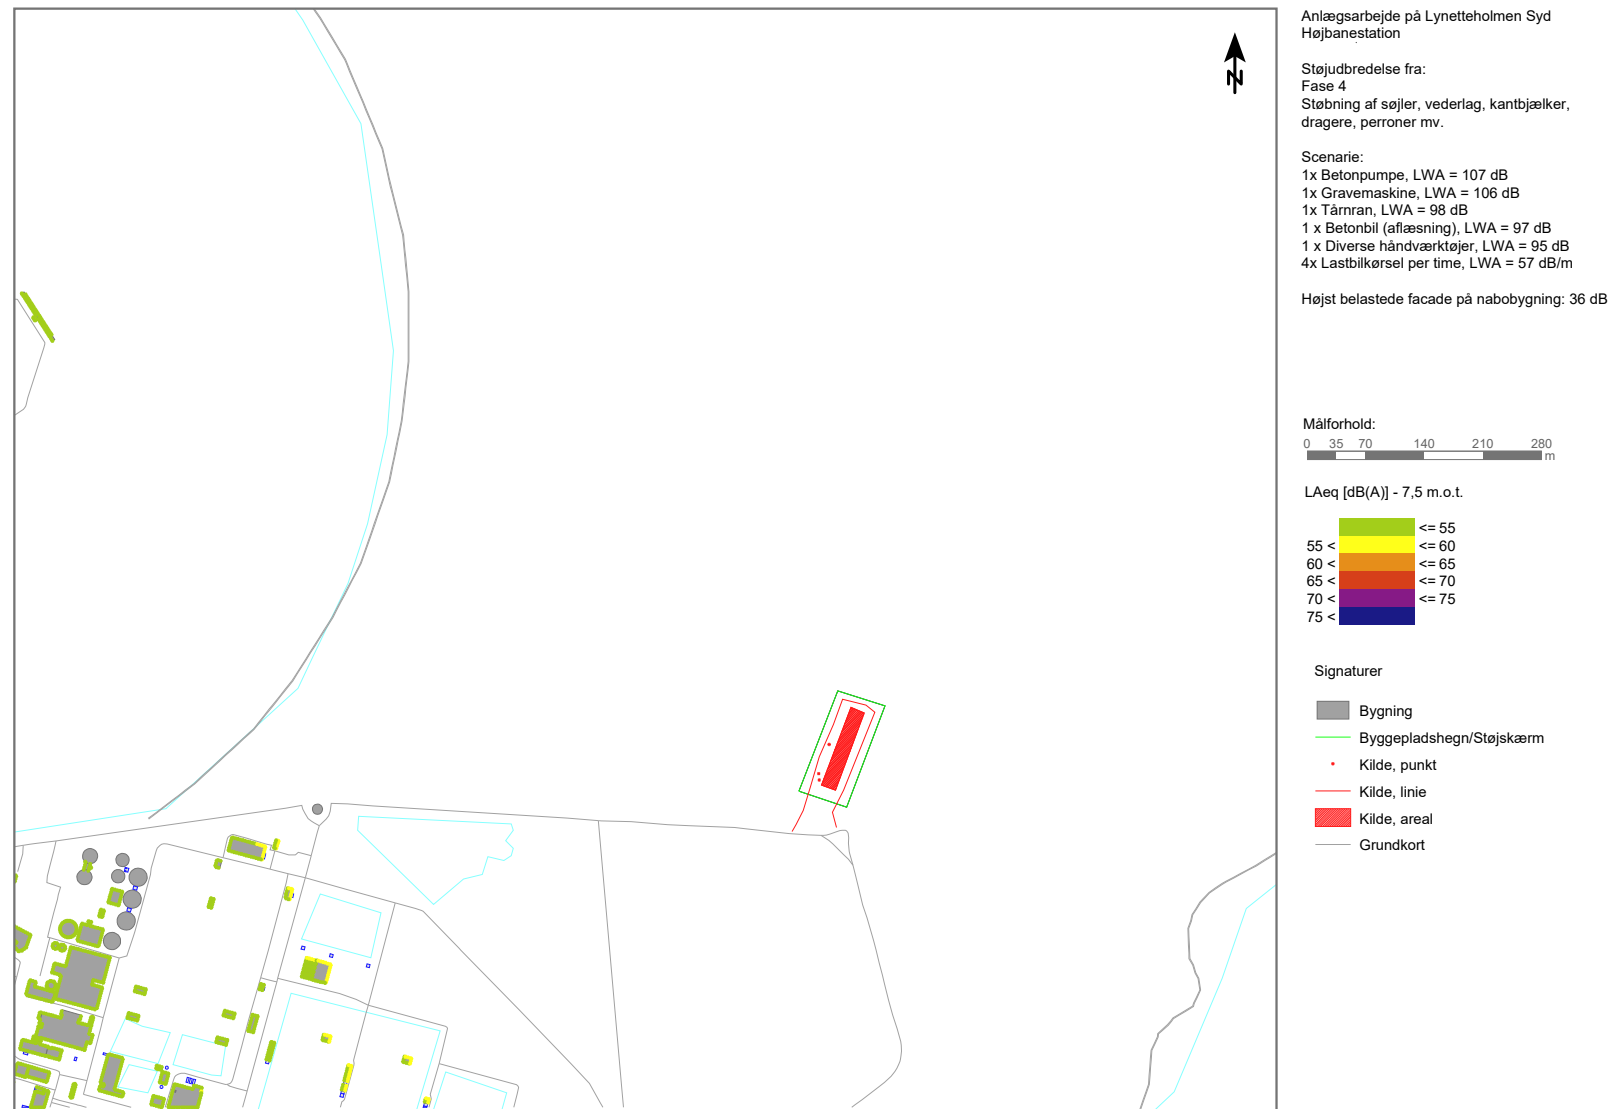 Anlægsarbejde på Lynetteholmen Syd
Højbanestation
Støjudbredelse fra:
Fase 4
Støbning af søjler, vederlag, kantbjælker,
dragere, perroner mv.
Scenarie:
1x Betonpumpe, LWA = 107 dB
1x Gravemaskine, LWA = 106 dB
1x Tårnran, LWA = 98 dB
1 x Betonbil (aflæsning), LWA = 97 dB
1 x Diverse håndværktøjer, LWA = 95 dB
4x Lastbilkørsel per time, LWA = 57 dB/m
Højst belastede facade på nabobygning: 36 dB
N
Målforhold:
0 35 70 140 210 280
m
LAeq [dB(A)] - 7,5 m.o.t.
<= 55
55 < <= 60
60 < <= 65
65 < <= 70
70 < <= 75
75 <
Signaturer
Bygning
Byggepladshegn/Støjskærm
Kilde, punkt
Kilde, linie
Kilde, areal
Grundkort